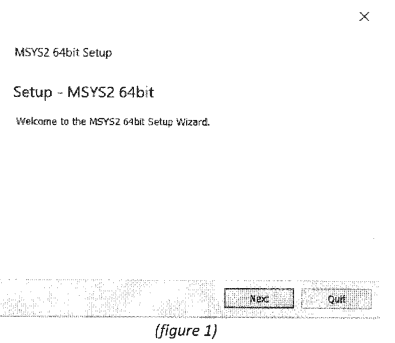 MSYS2 64bit Setup
Setup - MSYS2 64bit
Welcome to the MSYS2 64bit Setup Wizard.
Next Quit
(figure 1)